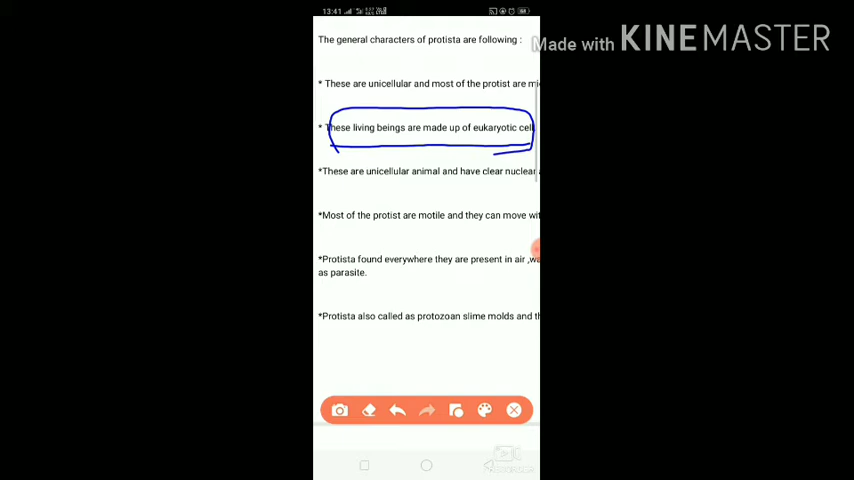 13:41
Made with KINEMASTER
The general characters of protista are following :
* These are unicellular and most of the protist are
* These living beings are made up of eukaryotic cell
*These are unicellular animal and have clear nuclear
*Most of the protist are motile and they can move
*Protista found everywhere they are present in air ,
as parasite.
*Protista also called as protozoan slime molds and